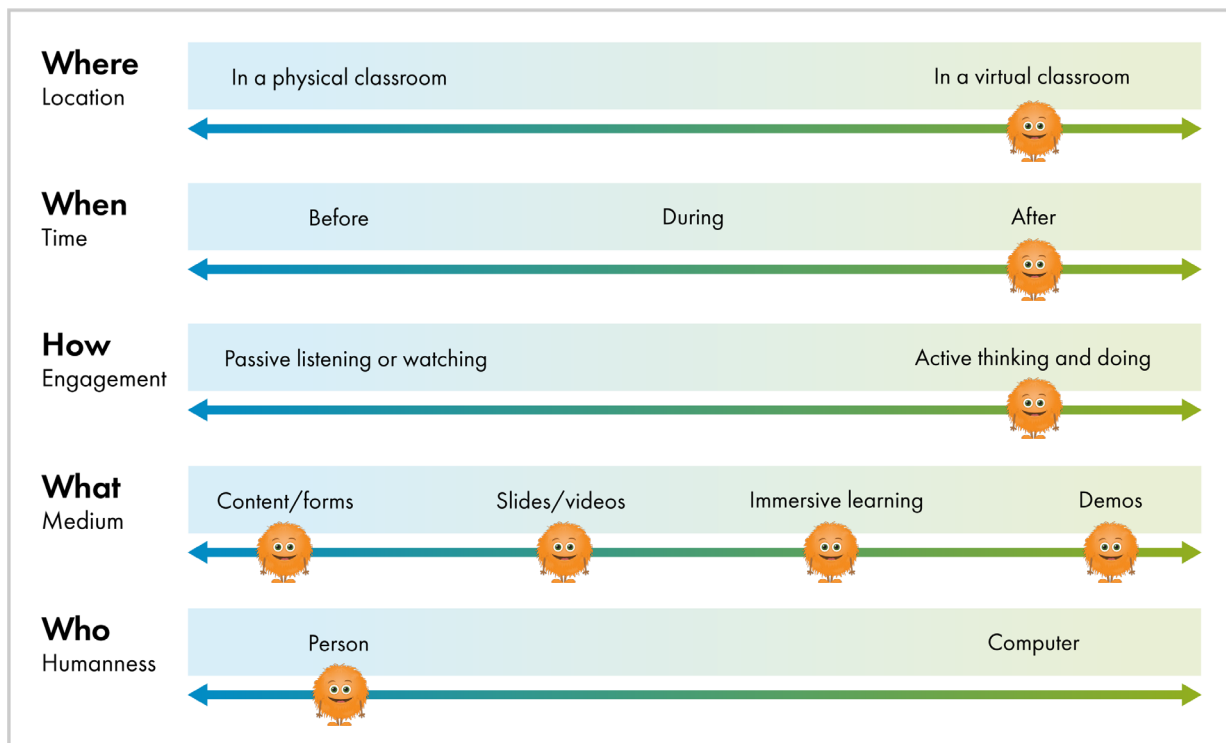 Where
Location
In a physical classroom
In a virtual classroom
When
Time
Before
During
After
How
Engagement
Passive listening or watching
Active thinking and doing
What
Medium
Content/forms
Slides/videos
Immersive learning
Demos
Who
Humanness
Person
Computer